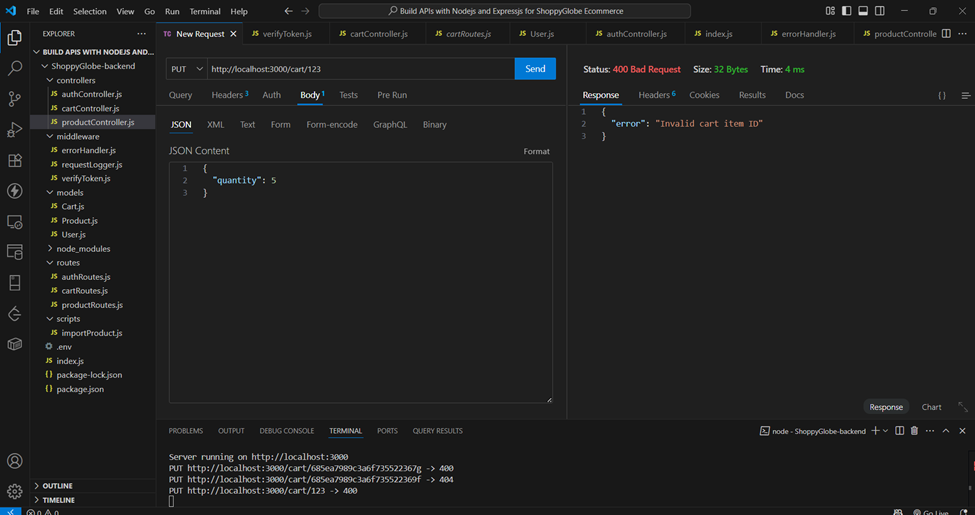 File Edit Selection View Go Run Terminal Help
Build APIs with Nodejs and Expressjs for ShoppyGlobe Ecommerce
EXPLORER
BUILD APIS WITH NODEJS AND...
ShoppyGlobe-backend
controllers
JS authController.js
JS cartController.js
JS productController.js
middleware
JS errorHandler.js
JS requestLogger.js
JS verifyToken.js
models
JS Cart.js
JS Product.js
JS User.js
node_modules
routes
JS authRoutes.js
JS cartRoutes.js
JS productRoutes.js
scripts
JS importProduct.js
.env
JS index.js
{} package-lock.json
{} package.json
OUTLINE
TIMELINE
TC New Request
JS verifyToken.js
JS cartController.js
JS cartRoutes.js
JS User.js
JS authController.js
JS index.js
JS errorHandler.js
JS productControlle
PUT http://localhost:3000/cart/123 Send
Query Headers 3 Auth Body 1 Tests Pre Run
JSON XML Text Form Form-encode GraphQL Binary
JSON Content Format
1 {
2 "quantity": 5
3 }
Status: 400 Bad Request Size: 32 Bytes Time: 4 ms
Response Headers 6 Cookies Results Docs {}
1 {
2 "error": "Invalid cart item ID"
3 }
Response Chart
PROBLEMS OUTPUT DEBUG CONSOLE TERMINAL PORTS QUERY RESULTS
node - ShoppyGlobe-backend
Server running on http://localhost:3000
PUT http://localhost:3000/cart/685ea7989c3a6f735522367g -> 400
PUT http://localhost:3000/cart/685ea7989c3a6f735522369f -> 404
PUT http://localhost:3000/cart/123 -> 400
0 0
Go Live